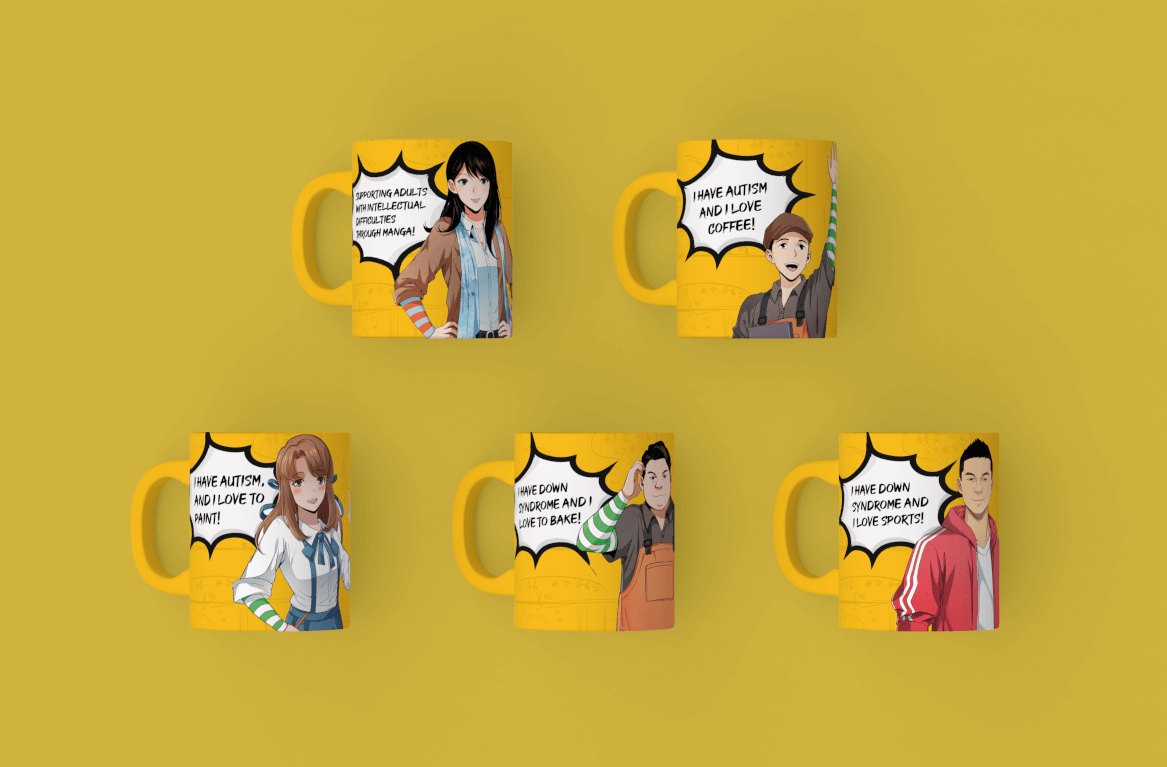 SUPPORTING ADULTS
WITH INTELLECTUAL
DIFFICULTIES
THROUGH MANGA!
I HAVE AUTISM
AND I LOVE
COFFEE!
I HAVE AUTISM,
AND I LOVE TO
PAINT!
I HAVE DOWN
SYNDROME AND I
LOVE TO BAKE!
I HAVE DOWN
SYNDROME AND
I LOVE SPORTS!